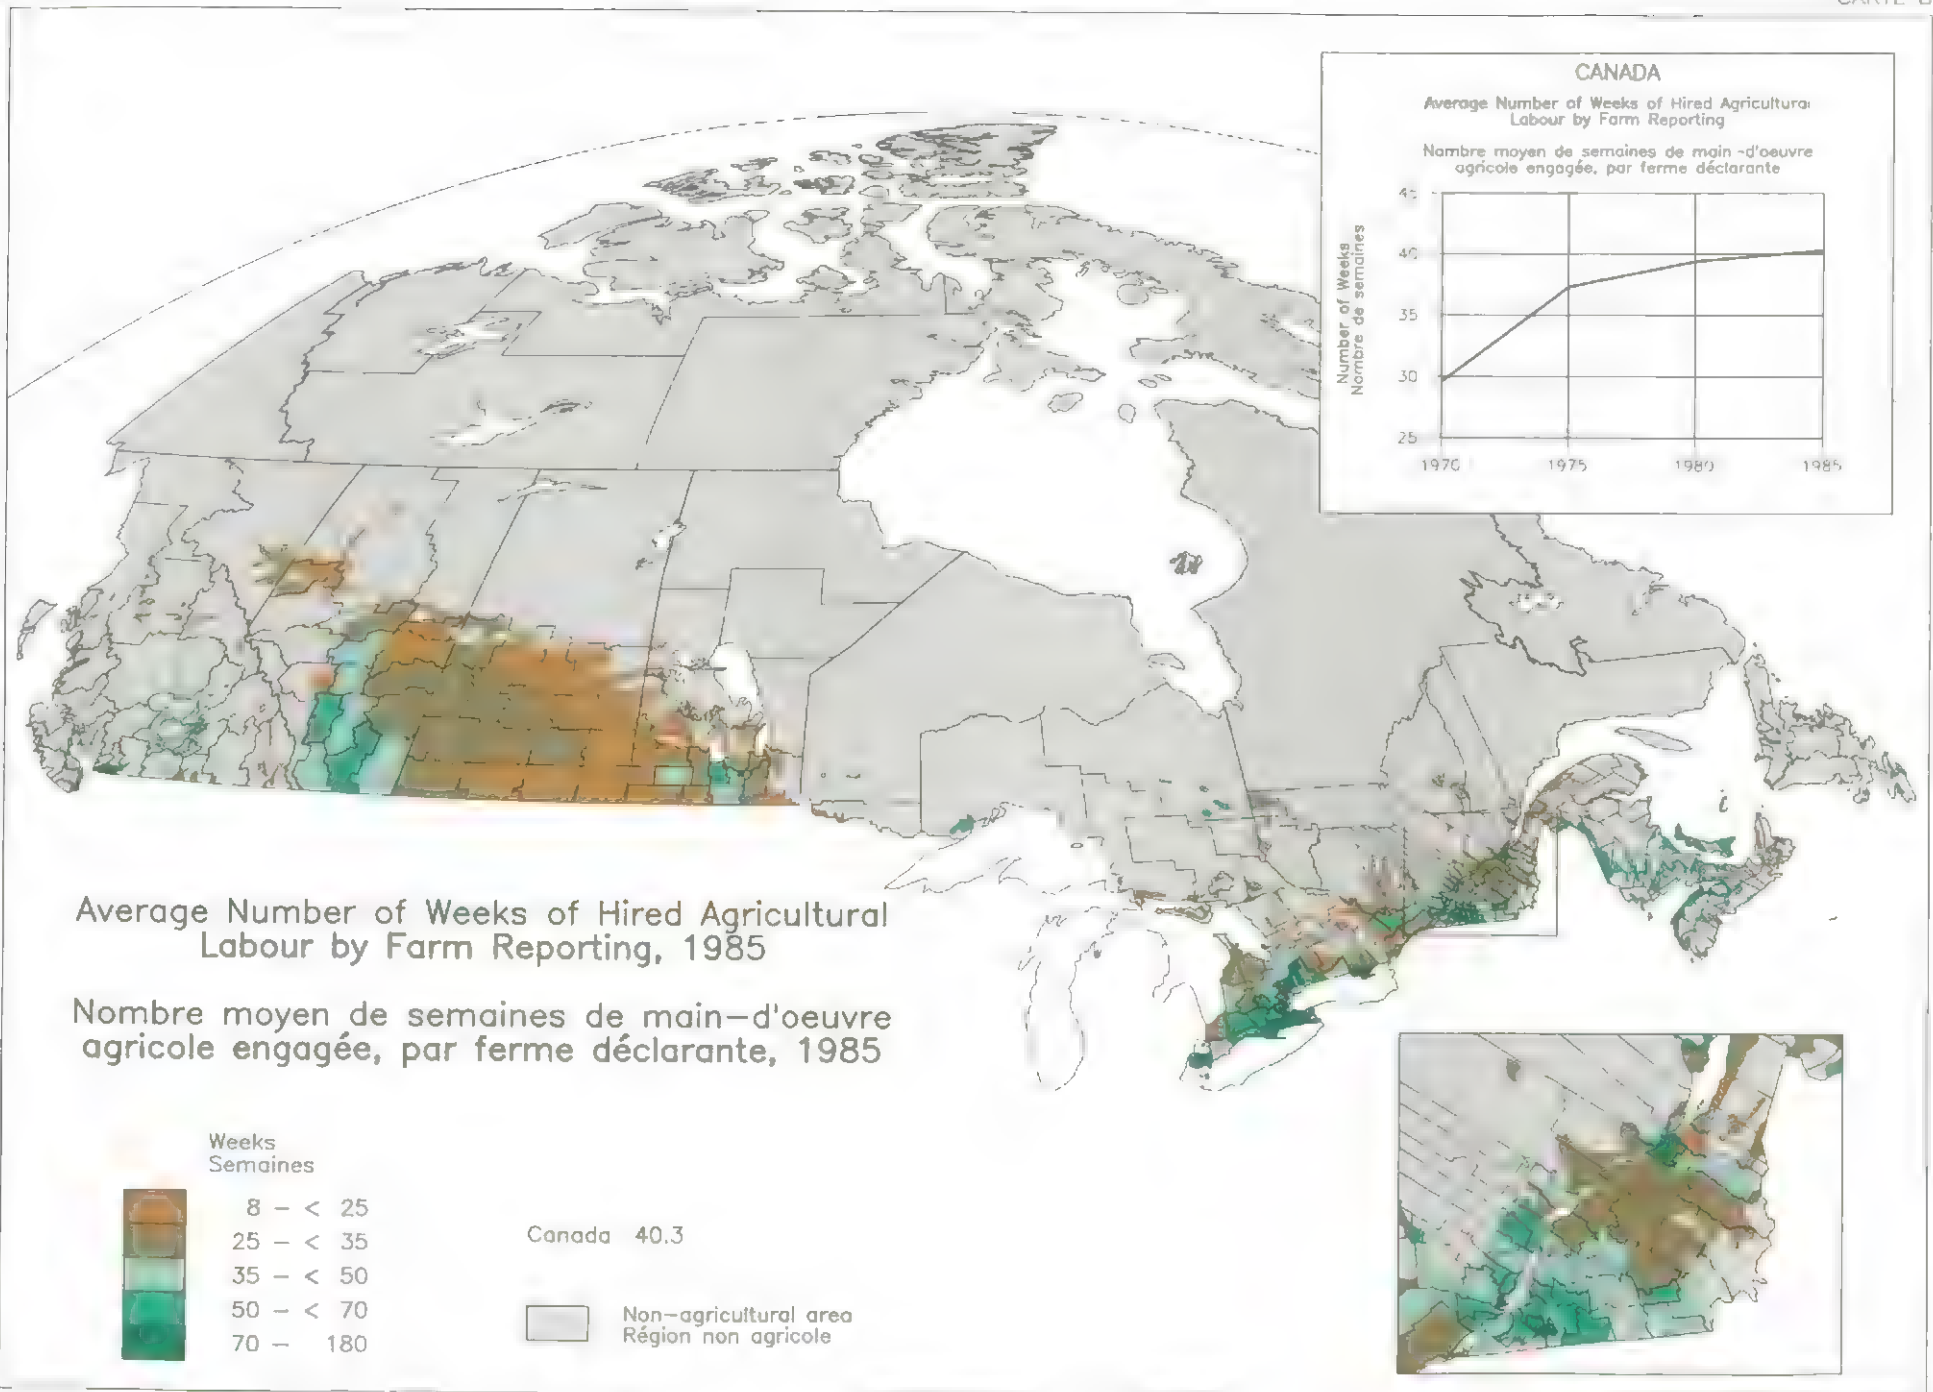 CANADA
Average Number of Weeks of Hired Agricultural
Labour by Farm Reporting
Nombre moyen de semaines de main-d'oeuvre
agricole engagée, par ferme déclarante
Number of Weeks
Nombre de semaines
45
40
35
30
25
1970 1975 1980 1985
Average Number of Weeks of Hired Agricultural
Labour by Farm Reporting, 1985
Nombre moyen de semaines de main-d'oeuvre
agricole engagée, par ferme déclarante, 1985
Weeks
Semaines
8 - < 25
25 - < 35
35 - < 50
50 - < 70
70 - 180
Canada 40.3
Non-agricultural area
Région non agricole